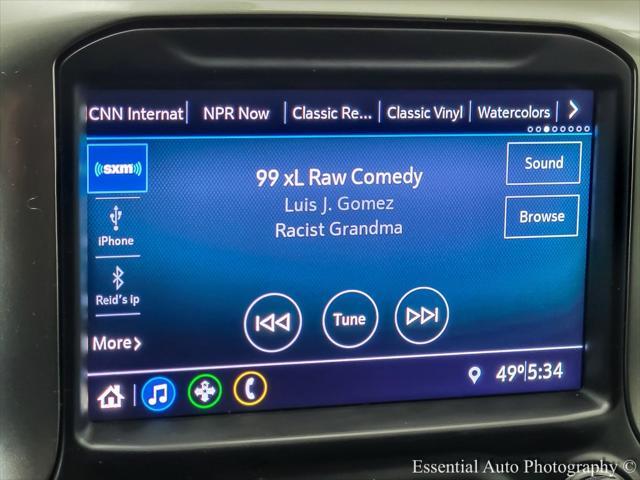 CNN Internat NPR Now Classic Re... Classic Vinyl Watercolors
((sxm))
99 xL Raw Comedy
Luis J. Gomez
Racist Grandma
Sound
Browse
iPhone
Reid's ip
More
Tune
49° 5:34
Essential Auto Photography ©